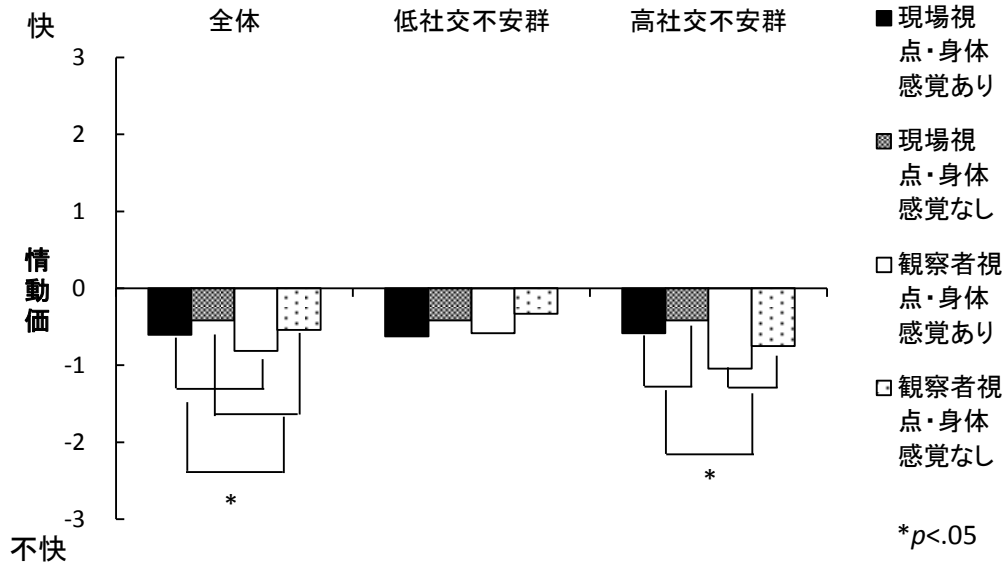 快
全体
低社交不安群
高社交不安群
3
2
1
0
-1
-2
-3
情動価
不快
*
*
現場視
点・身体
感覚あり
現場視
点・身体
感覚なし
観察者視
点・身体
感覚あり
観察者視
点・身体
感覚なし
*p<.05